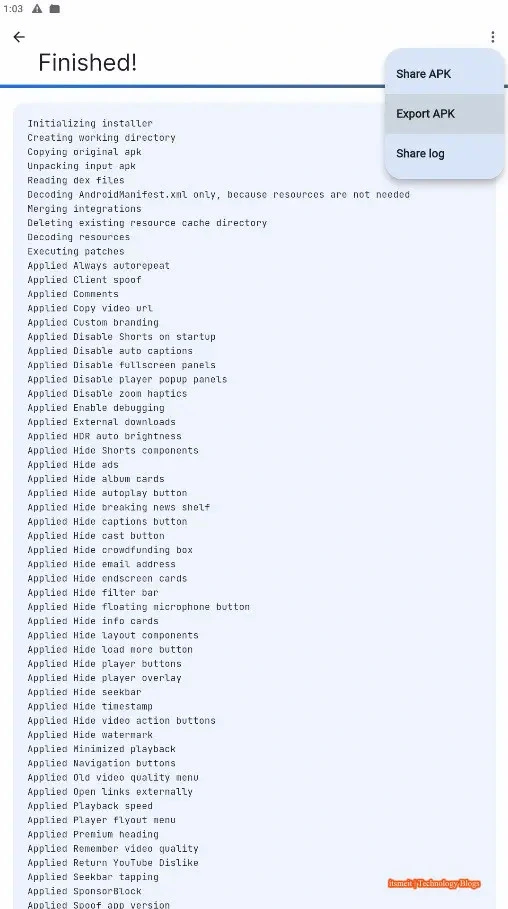 1:03
Finished!
Share APK
Export APK
Share log
Initializing installer
Creating working directory
Copying original apk
Unpacking input apk
Reading dex files
Decoding AndroidManifest.xml only, because resources are not needed
Merging integrations
Deleting existing resource cache directory
Decoding resources
Executing patches
Applied Always autorepeat
Applied Client spoof
Applied Comments
Applied Copy video url
Applied Custom branding
Applied Disable Shorts on startup
Applied Disable auto captions
Applied Disable fullscreen panels
Applied Disable player popup panels
Applied Disable zoom haptics
Applied Enable debugging
Applied External downloads
Applied HDR auto brightness
Applied Hide Shorts components
Applied Hide ads
Applied Hide album cards
Applied Hide autoplay button
Applied Hide breaking news shelf
Applied Hide captions button
Applied Hide cast button
Applied Hide crowdfunding box
Applied Hide email address
Applied Hide endscreen cards
Applied Hide filter bar
Applied Hide floating microphone button
Applied Hide info cards
Applied Hide layout components
Applied Hide load more button
Applied Hide player buttons
Applied Hide player overlay
Applied Hide seekbar
Applied Hide timestamp
Applied Hide video action buttons
Applied Hide watermark
Applied Minimized playback
Applied Navigation buttons
Applied Old video quality menu
Applied Open links externally
Applied Playback speed
Applied Player flyout menu
Applied Premium heading
Applied Remember video quality
Applied Return YouTube Dislike
Applied Seekbar tapping
Applied SponsorBlock
Applied Spoof app version
Technology Blogs